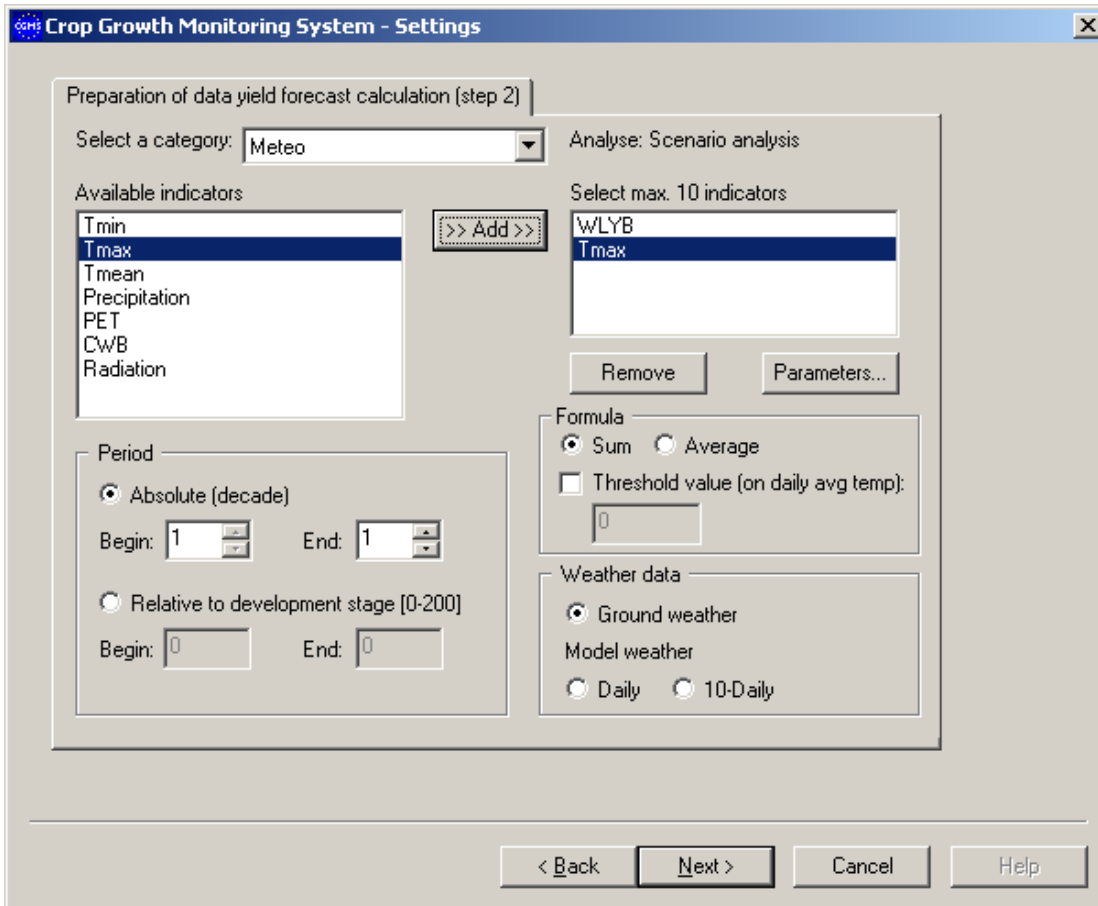 CGMS Crop Growth Monitoring System - Settings
Preparation of data yield forecast calculation (step 2)
Select a category: Meteo
Analyse: Scenario analysis
Available indicators
Tmin
Tmax
Tmean
Precipitation
PET
CWB
Radiation
>> Add >>
Select max. 10 indicators
WLYB
Tmax
Remove
Parameters...
Period
Absolute (decade)
Begin: 1 End: 1
Relative to development stage [0-200]
Begin: 0 End: 0
Formula
Sum Average
Threshold value (on daily avg temp):
0
Weather data
Ground weather
Model weather
Daily 10-Daily
< Back Next > Cancel Help